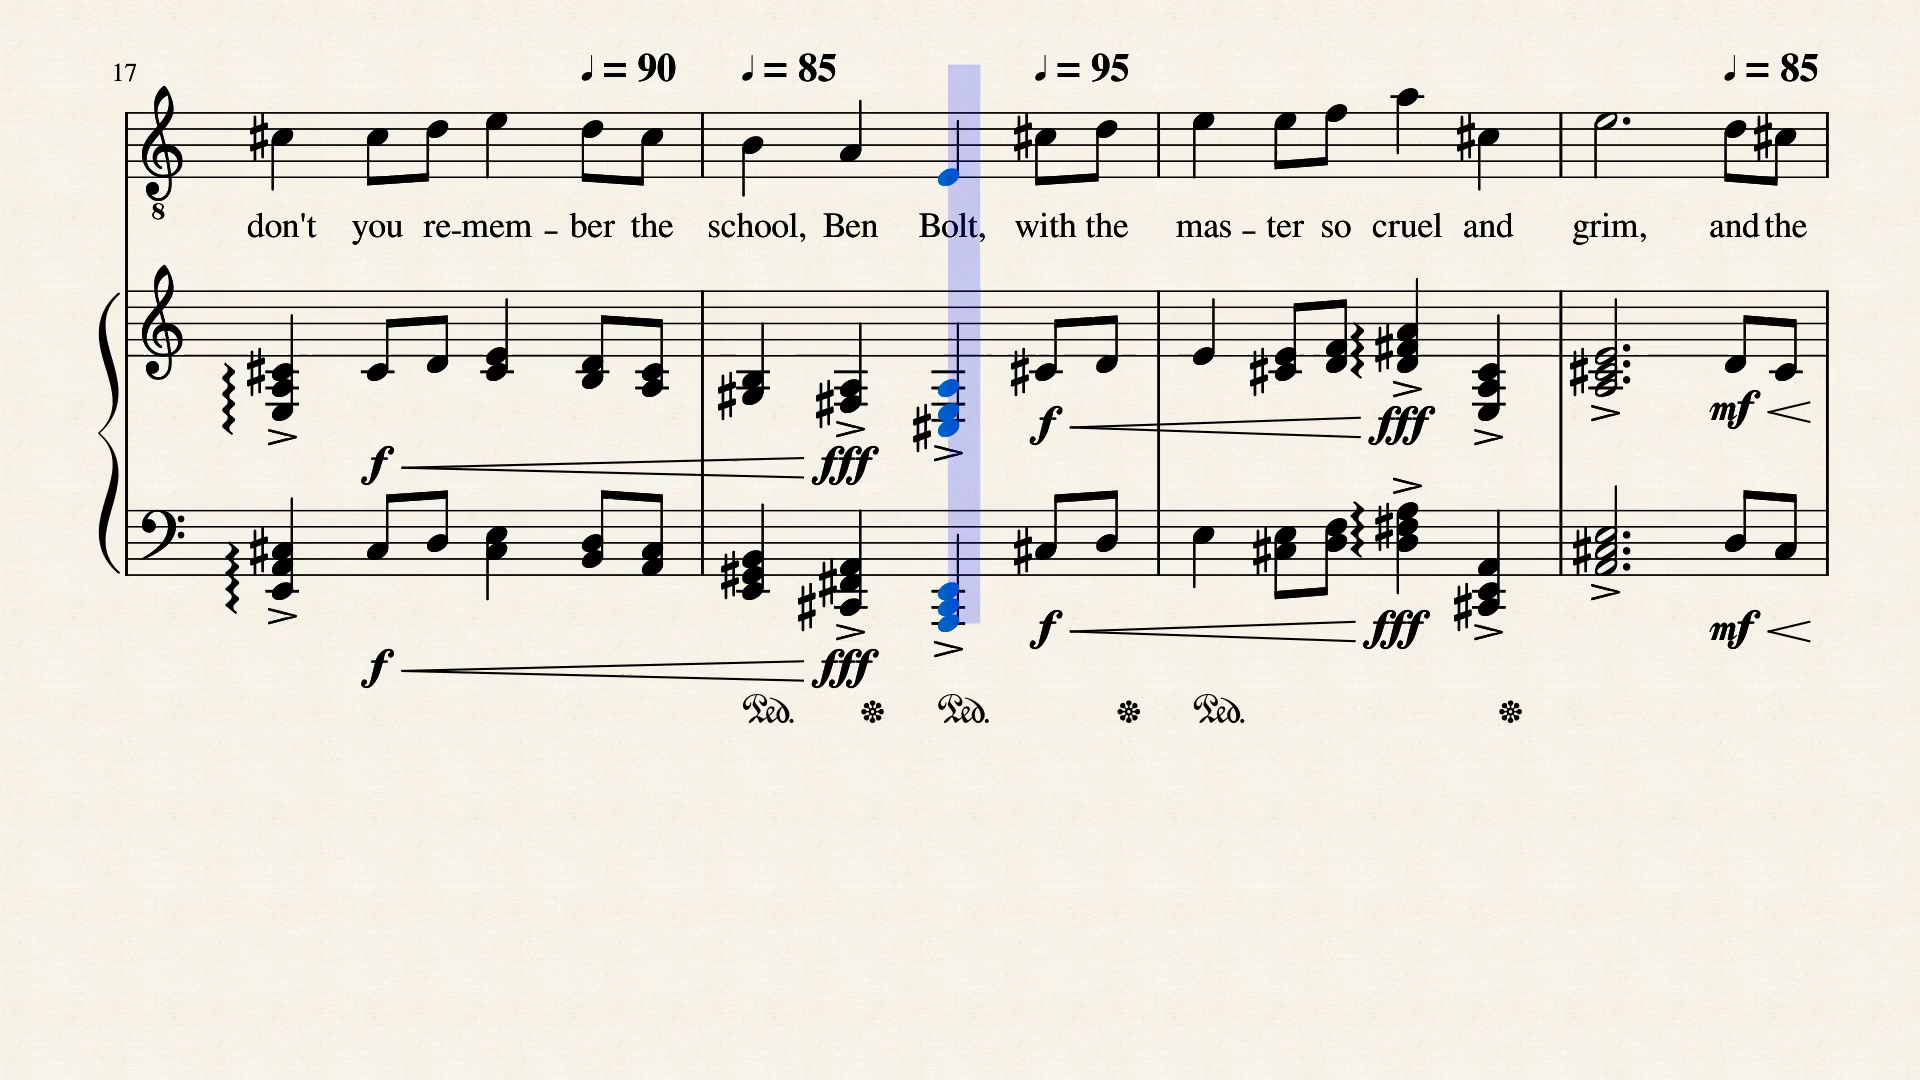 17
♩ = 90 ♩ = 85 ♩ = 95 ♩ = 85
8
don't you re-mem - ber the school, Ben Bolt, with the mas - ter so cruel and grim, and the
f fff f fff mf
f fff f fff mf
Ped. * Ped. * Ped. *